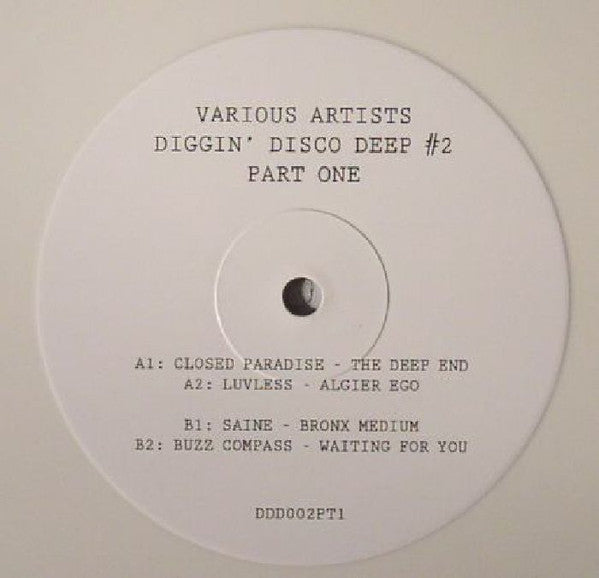 VARIOUS ARTISTS
DIGGIN' DISCO DEEP #2
PART ONE
A1: CLOSED PARADISE - THE DEEP END
A2: LUVLESS - ALGIER EGO
B1: SAINE - BRONX MEDIUM
B2: BUZZ COMPASS - WAITING FOR YOU
DDD002PT1